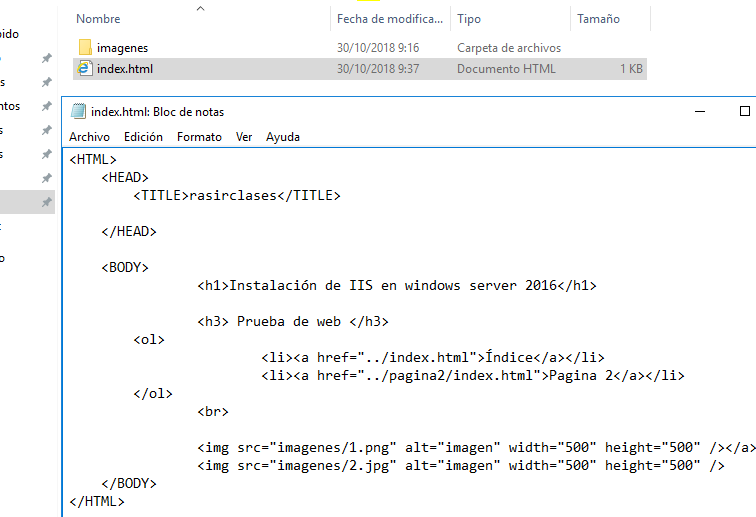 Nombre Fecha de modifica... Tipo Tamaño
imagenes 30/10/2018 9:16 Carpeta de archivos
index.html 30/10/2018 9:37 Documento HTML 1 KB
index.html: Bloc de notas
Archivo Edición Formato Ver Ayuda
<HTML>
<HEAD>
<TITLE>rasirclases</TITLE>
</HEAD>
<BODY>
<h1>Instalación de IIS en windows server 2016</h1>
<h3> Prueba de web </h3>
<ol>
<li><a href="../index.html">Índice</a></li>
<li><a href="../pagina2/index.html">Pagina 2</a></li>
</ol>
<br>
<img src="imagenes/1.png" alt="imagen" width="500" height="500" /></a>
<img src="imagenes/2.jpg" alt="imagen" width="500" height="500" />
</BODY>
</HTML>